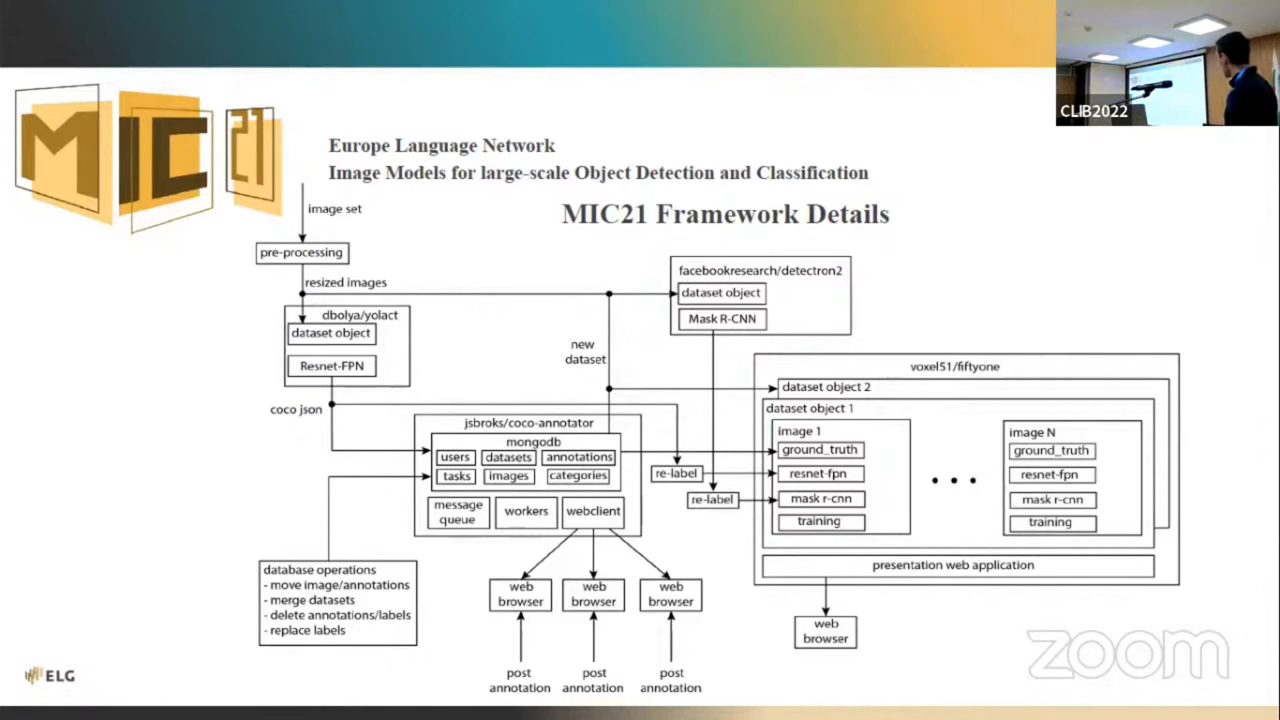 CLIB2022
MIC 21
Europe Language Network
Image Models for large-scale Object Detection and Classification
MIC21 Framework Details
image set
pre-processing
resized images
dbolya/yolact
dataset object
Resnet-FPN
coco json
facebookresearch/detectron2
dataset object
Mask R-CNN
new
dataset
jsbroks/coco-annotator
mongodb
users
datasets
annotations
tasks
images
categories
message
queue
workers
webclient
re-label
re-label
voxel51/fiftyone
dataset object 2
dataset object 1
image 1
ground_truth
resnet-fpn
mask r-cnn
training
image N
ground_truth
resnet-fpn
mask r-cnn
training
presentation web application
web
browser
database operations
- move image/annotations
- merge datasets
- delete annotations/labels
- replace labels
web
browser
web
browser
web
browser
post
annotation
post
annotation
post
annotation
ELG
zoom